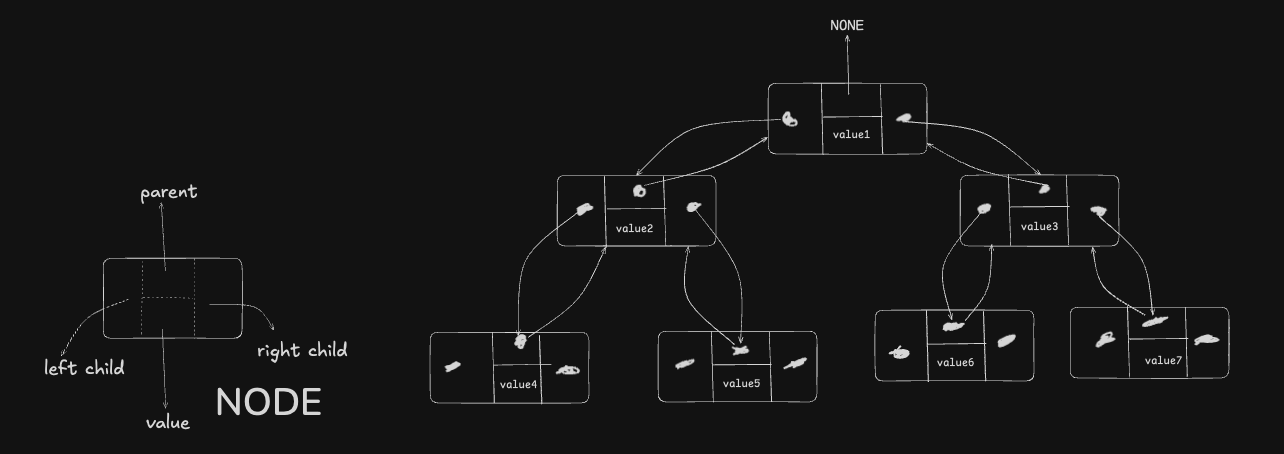 NONE
value1
parent
value2
value3
right child
left child
value4
value5
value6
value7
NODE
value